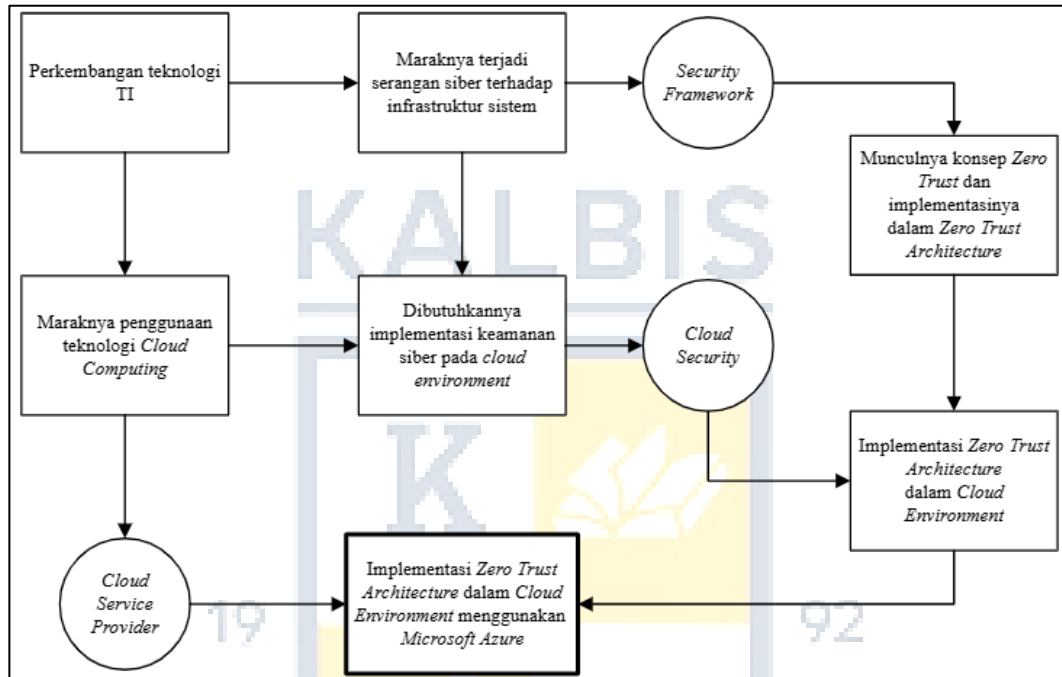 Perkembangan teknologi
TI
Maraknya terjadi
serangan siber terhadap
infrastruktur sistem
Security
Framework
Munculnya konsep Zero
Trust dan
implementasinya
dalam Zero Trust
Architecture
KALBIS
Maraknya penggunaan
teknologi Cloud
Computing
Dibutuhkannya
implementasi keamanan
siber pada cloud
environment
Cloud
Security
Implementasi Zero Trust
Architecture
dalam Cloud
Environment
K
Cloud
Service
Provider
Implementasi Zero Trust
Architecture dalam Cloud
Environment menggunakan
Microsoft Azure
19
92